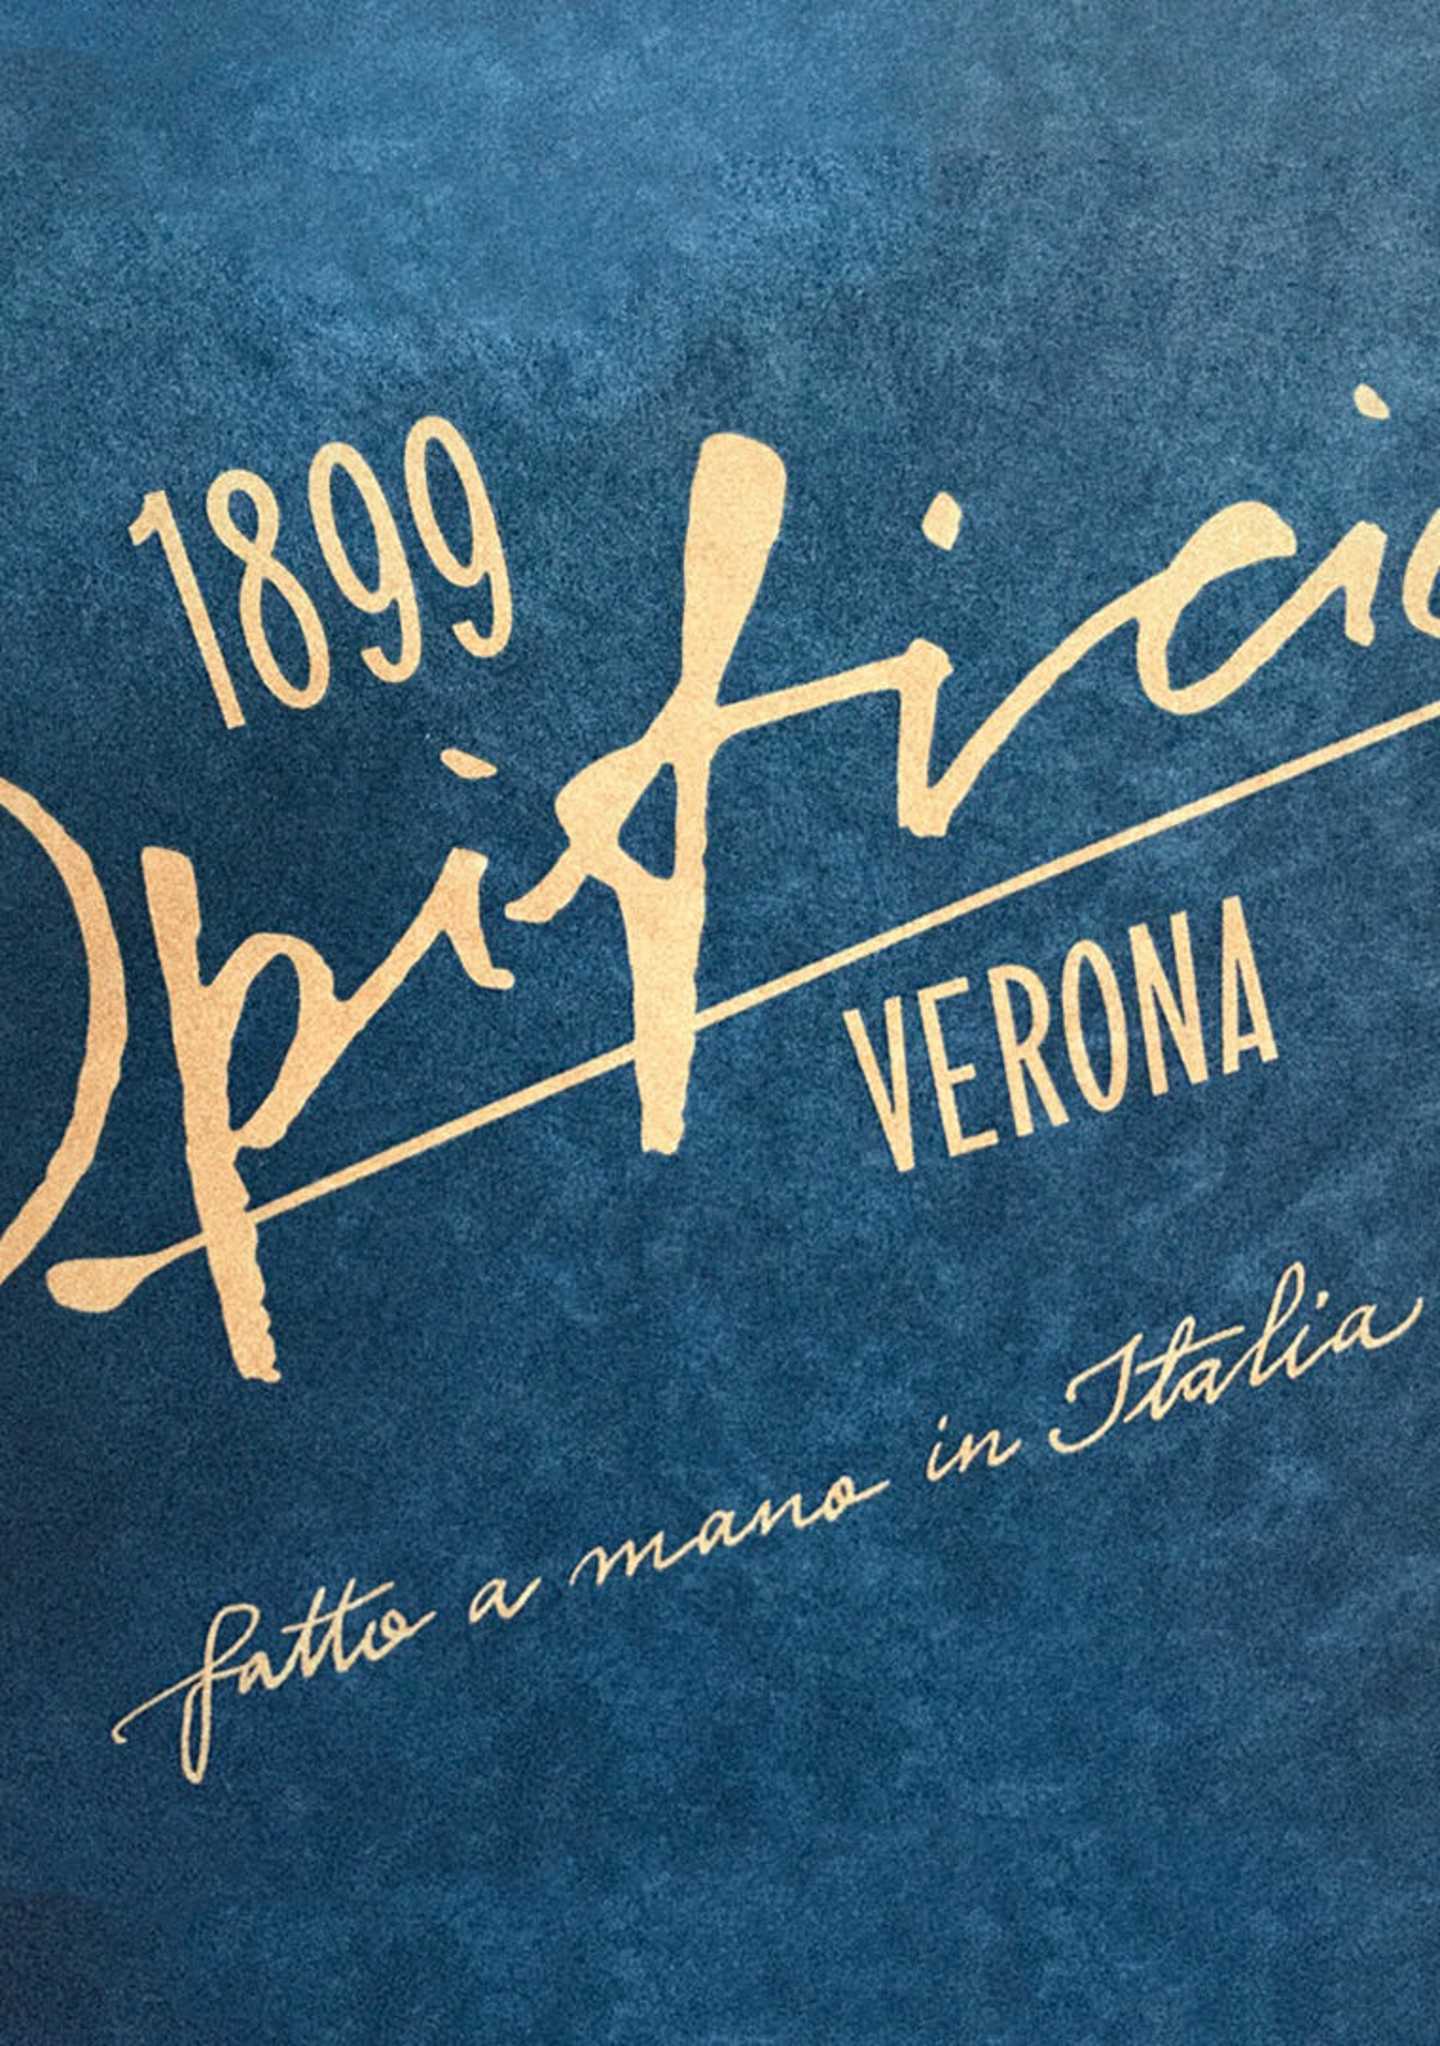 1899
Opificio
VERONA
fatto a mano in Italia